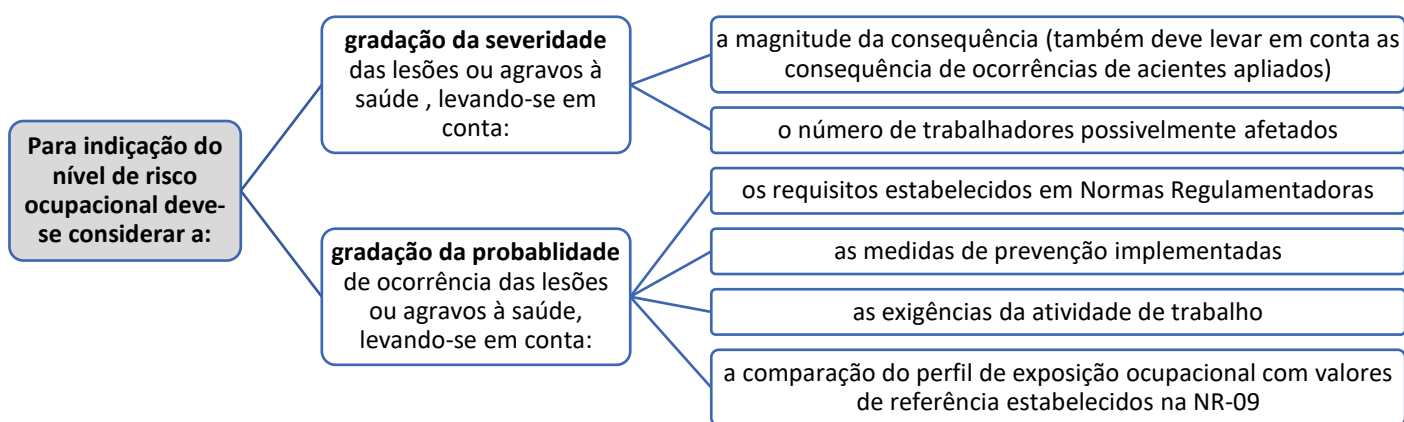 Para indicação do
nível de risco
ocupacional deve-
se considerar a:
gradação da severidade
das lesões ou agravos à
saúde , levando-se em
conta:
a magnitude da consequência (também deve levar em conta as
consequência de ocorrências de acientes apliados)
o número de trabalhadores possivelmente afetados
gradação da probablidade
de ocorrência das lesões
ou agravos à saúde,
levando-se em conta:
os requisitos estabelecidos em Normas Regulamentadoras
as medidas de prevenção implementadas
as exigências da atividade de trabalho
a comparação do perfil de exposição ocupacional com valores
de referência estabelecidos na NR-09